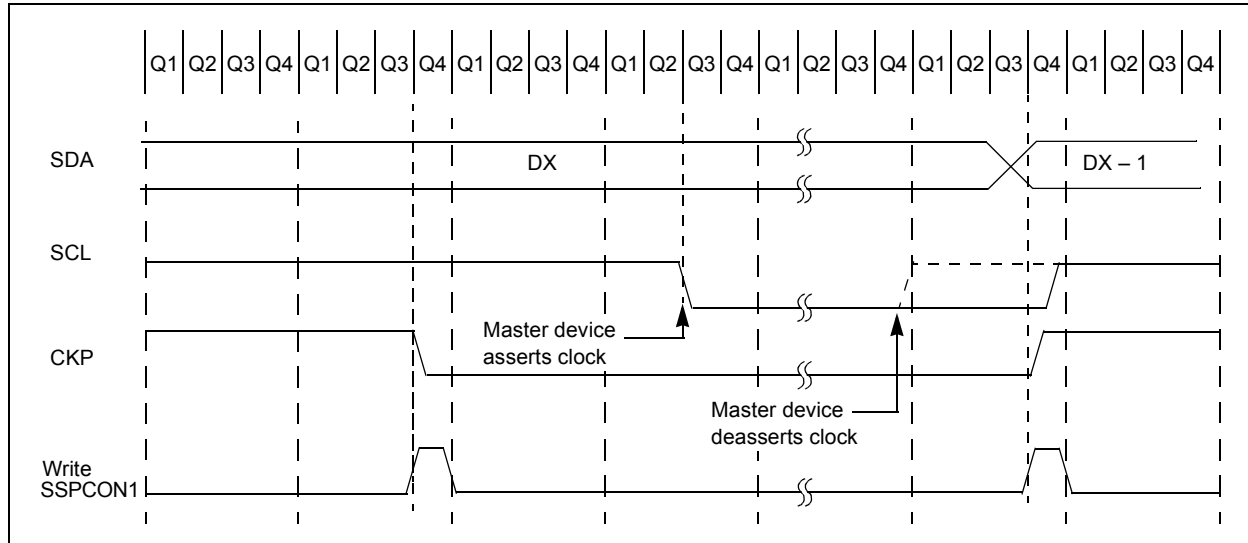 Q1 Q2 Q3 Q4 Q1 Q2 Q3 Q4 Q1 Q2 Q3 Q4 Q1 Q2 Q3 Q4 Q1 Q2 Q3 Q4 Q1 Q2 Q3 Q4 Q1 Q2 Q3 Q4
SDA
DX
DX – 1
SCL
Master device
asserts clock
CKP
Master device
deasserts clock
Write
SSPCON1